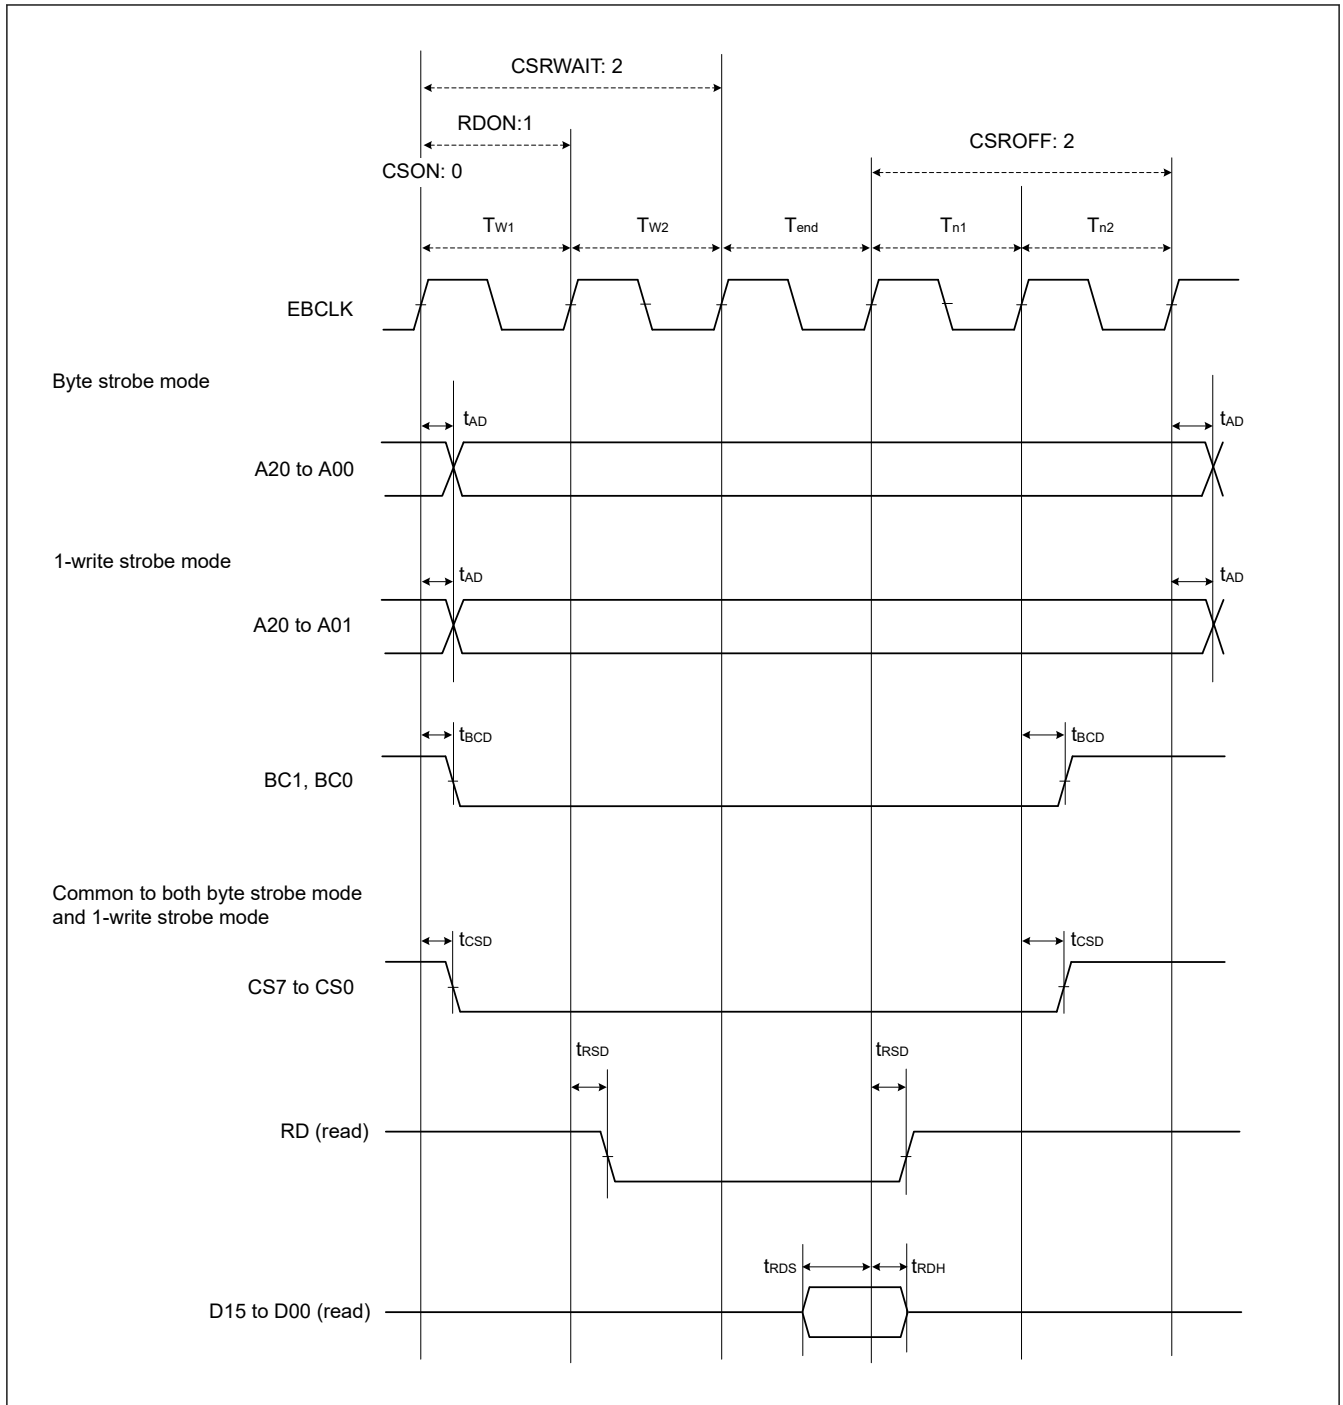 CSRWAIT: 2
RDON:1
CSROFF: 2
CSON: 0
TW1
TW2
Tend
Tn1
Tn2
EBCLK
Byte strobe mode
tAD
tAD
A20 to A00
1-write strobe mode
tAD
tAD
A20 to A01
tBCD
tBCD
BC1, BC0
Common to both byte strobe mode
and 1-write strobe mode
tCSD
tCSD
CS7 to CS0
tRSD
tRSD
RD (read)
tRDS
tRDH
D15 to D00 (read)